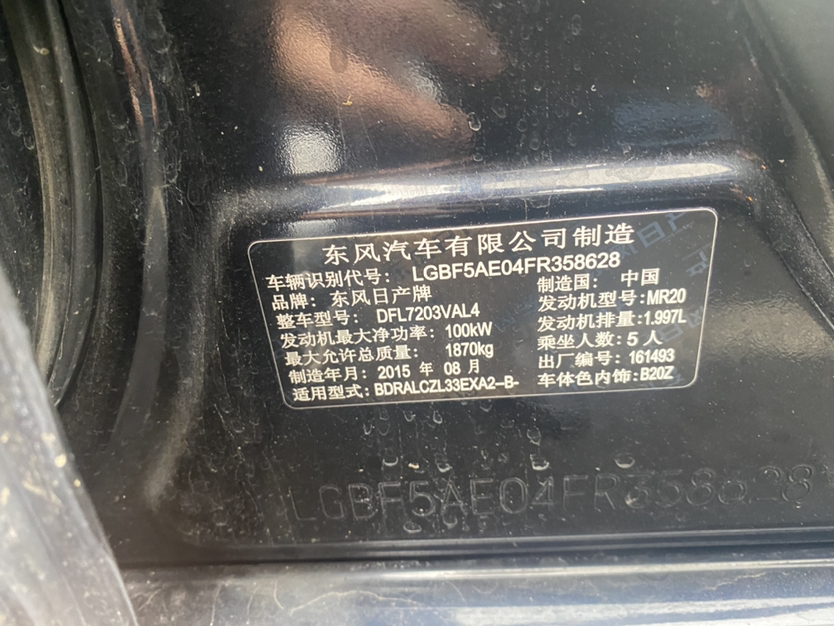 东风汽车有限公司制造
车辆识别代号: LGBF5AE04FR358628
品牌: 东风日产牌 制造国: 中国
整车型号: DFL7203VAL4 发动机型号:MR20
发动机最大净功率: 100kW 发动机排量:1.997L
最大允许总质量: 1870kg 乘坐人数:5人
制造年月: 2015 年 08 月 出厂编号: 161493
适用型式: BDRALCZL33EXA2-B- 车体色内饰:B20Z
LGBF5AE04FR358628